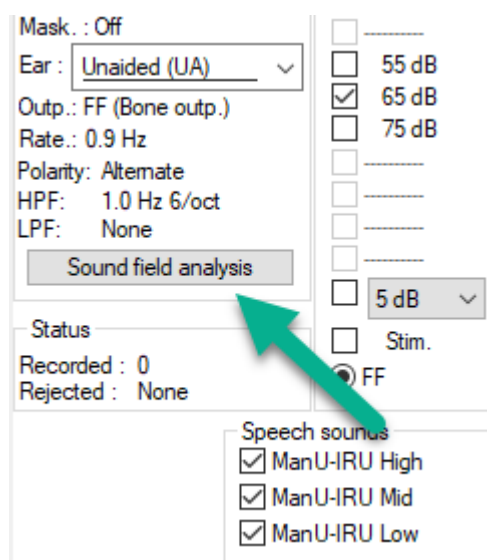 Mask. : Off
Ear : Unaided (UA)
Outp.: FF (Bone outp.)
Rate.: 0.9 Hz
Polarity: Alternate
HPF: 1.0 Hz 6/oct
LPF: None
Sound field analysis
Status
Recorded : 0
Rejected : None
----------
55 dB
65 dB
75 dB
----------
----------
----------
----------
5 dB
Stim.
FF
Speech sounds
ManU-IRU High
ManU-IRU Mid
ManU-IRU Low